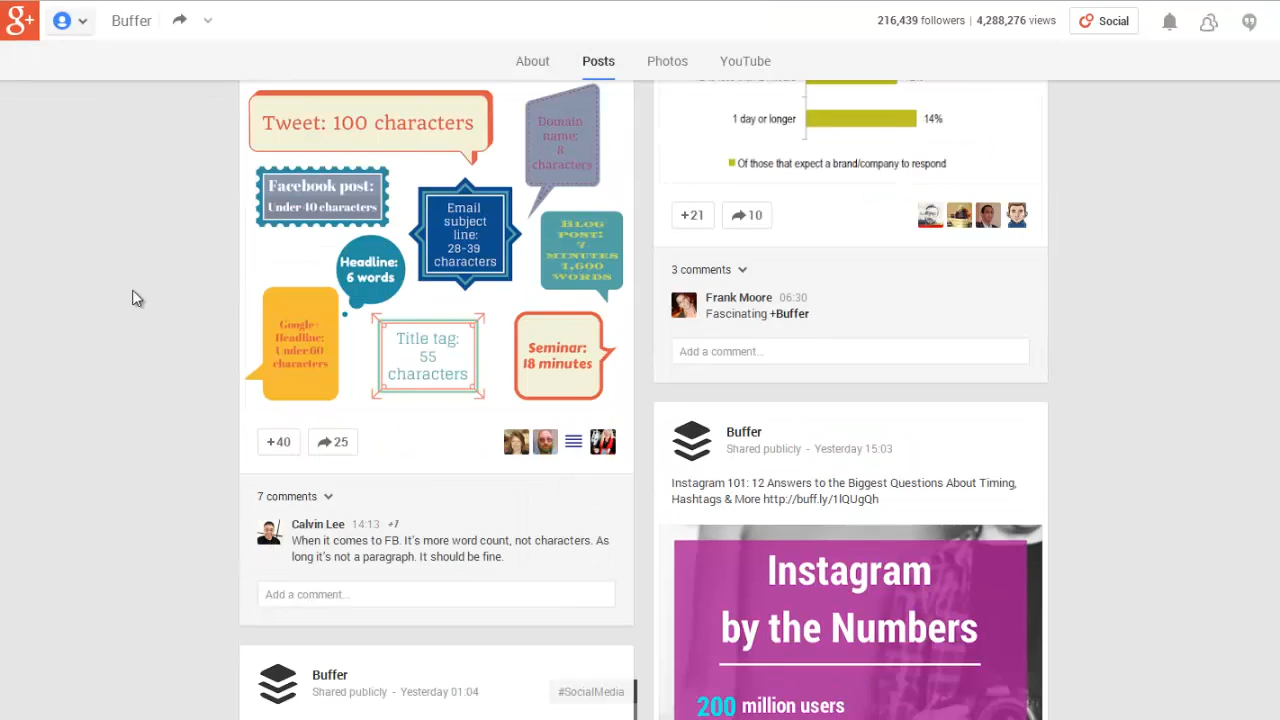 g+
Buffer
216,439 followers | 4,288,276 views
Social
About
Posts
Photos
YouTube
Tweet: 100 characters
Domain
name:
8
characters
Facebook post:
Under 40 characters
Email
subject
line:
28-39
characters
Blog
post:
7
minutes
1,600
words
Headline:
6 words
Google+
Headline:
Under 60
characters
Title tag:
55
characters
Seminar:
18 minutes
+40
25
7 comments
Calvin Lee 14:13 +1
When it comes to FB. It's more word count, not characters. As
long it's not a paragraph. It should be fine.
Add a comment...
Buffer
Shared publicly - Yesterday 01:04
#SocialMedia
1 day or longer
14%
Of those that expect a brand/company to respond
+21
10
3 comments
Frank Moore 06:30
Fascinating +Buffer
Add a comment...
Buffer
Shared publicly - Yesterday 15:03
Instagram 101: 12 Answers to the Biggest Questions About Timing,
Hashtags & More http://buff.ly/1lQUgQh
Instagram
by the Numbers
200 million users